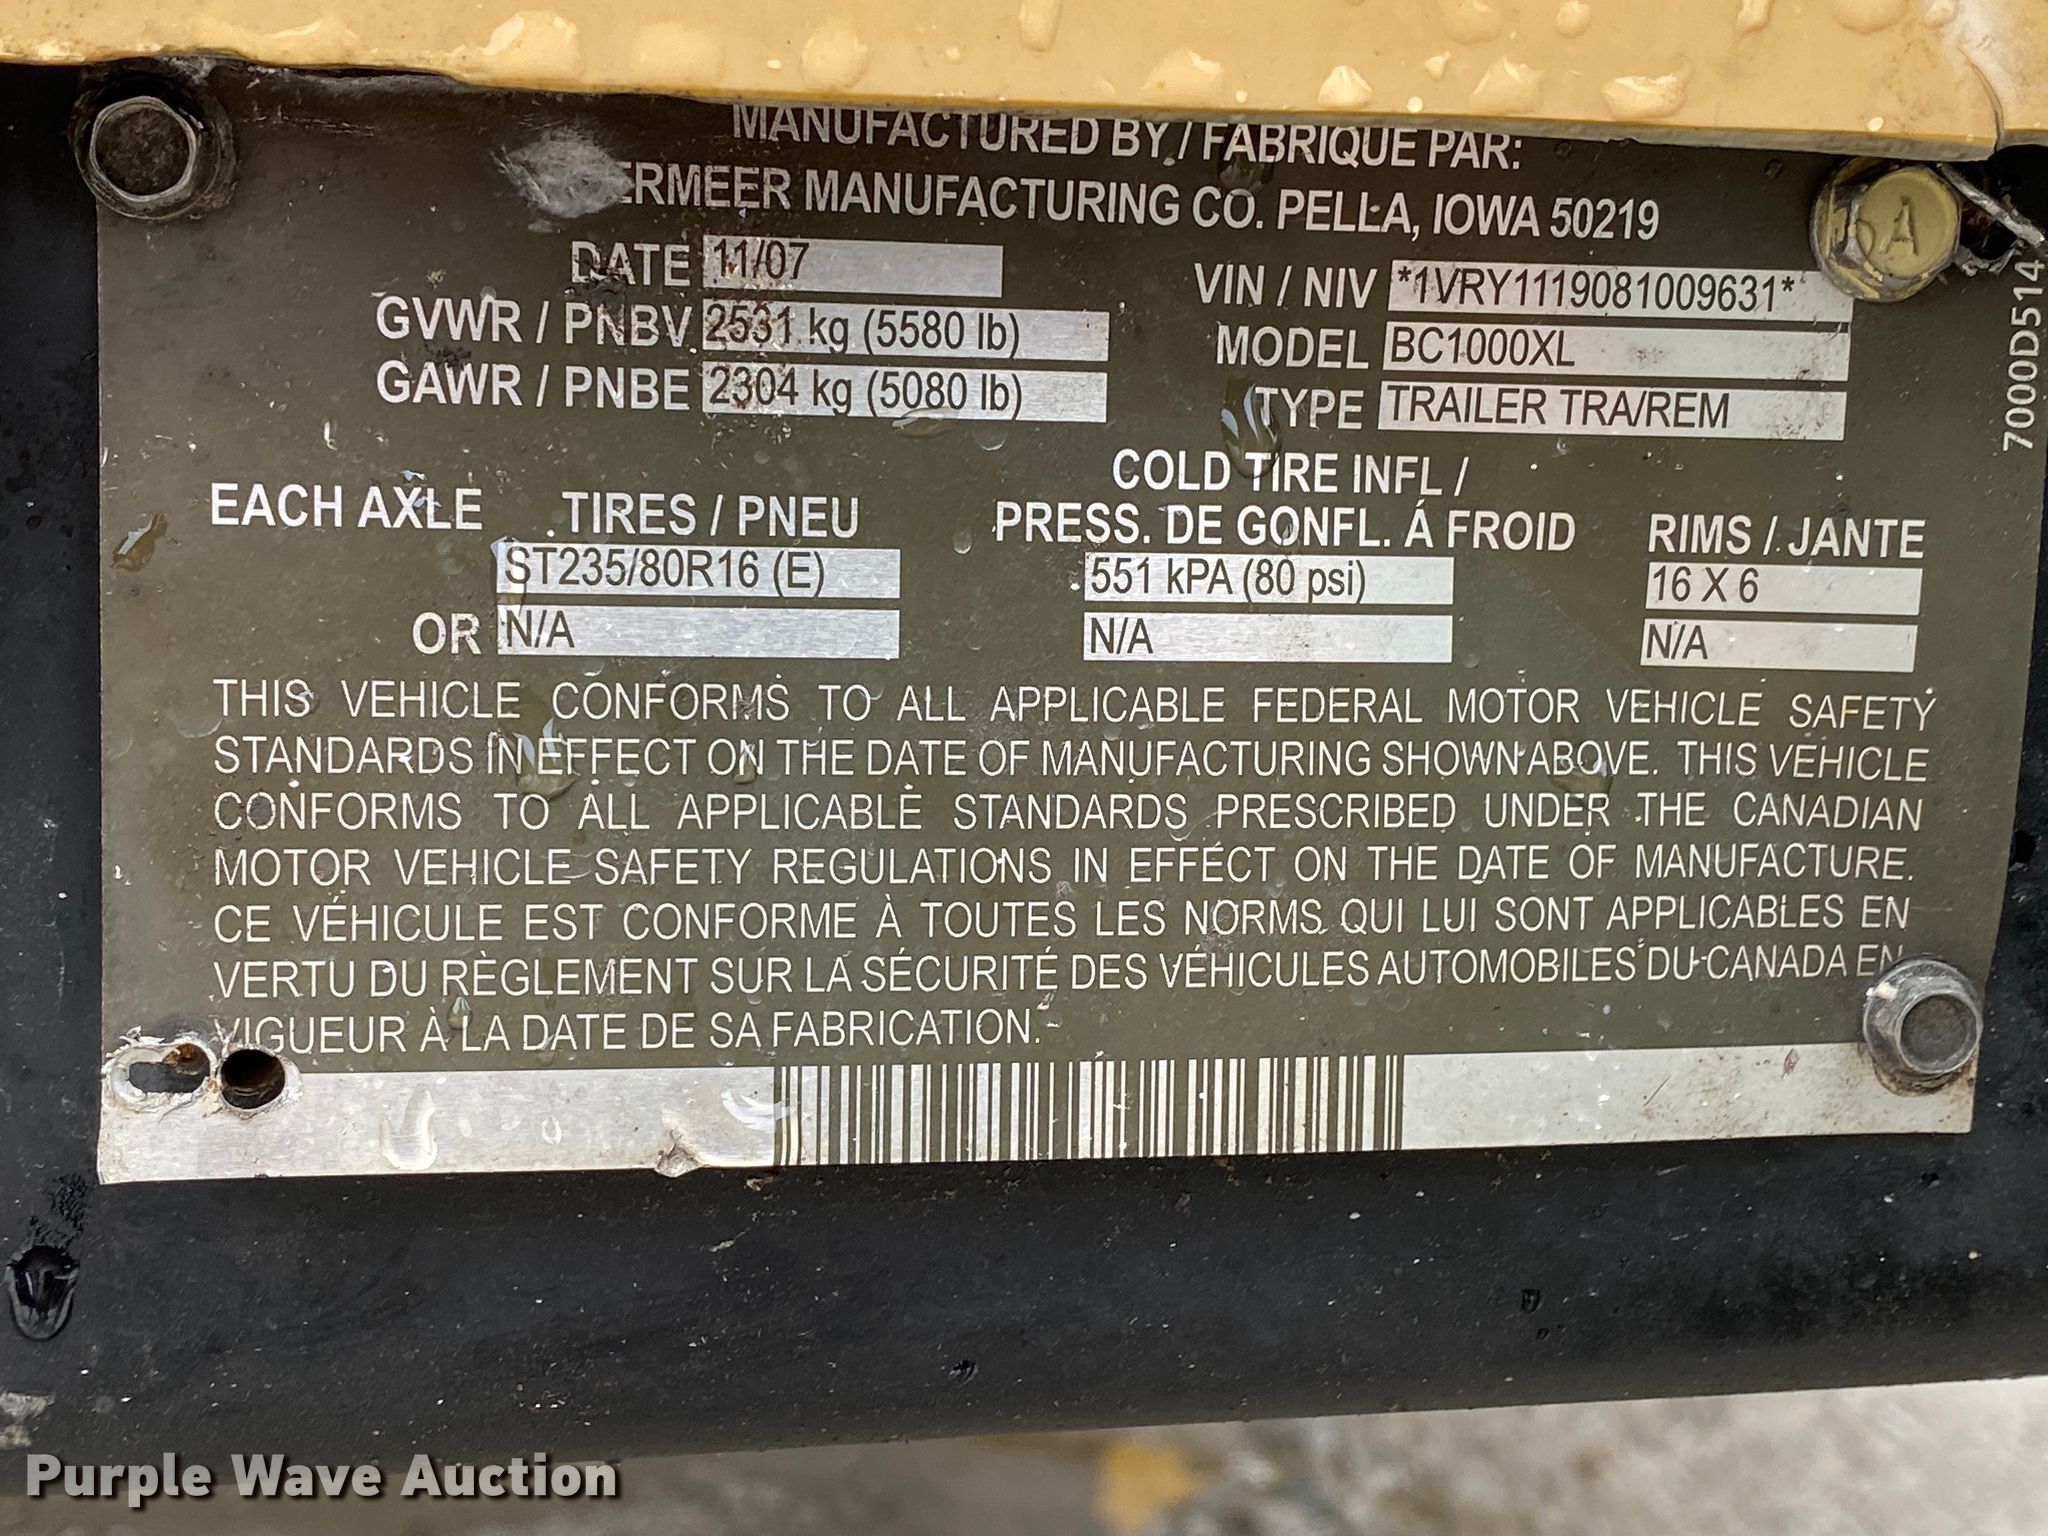 MANUFACTURED BY / FABRIQUE PAR:
ERMEER MANUFACTURING CO. PELLA, IOWA 50219
DATE 11/07
VIN / NIV *1VRY1119081009631*
GVWR / PNBV 2531 kg (5580 lb)
MODEL BC1000XL
GAWR / PNBE 2304 kg (5080 lb)
TYPE TRAILER TRA/REM
7000D514
COLD TIRE INFL /
EACH AXLE TIRES / PNEU PRESS. DE GONFL. Á FROID RIMS / JANTE
ST235/80R16 (E) 551 kPA (80 psi) 16 X 6
OR N/A N/A N/A
THIS VEHICLE CONFORMS TO ALL APPLICABLE FEDERAL MOTOR VEHICLE SAFETY
STANDARDS IN EFFECT ON THE DATE OF MANUFACTURING SHOWN ABOVE. THIS VEHICLE
CONFORMS TO ALL APPLICABLE STANDARDS PRESCRIBED UNDER THE CANADIAN
MOTOR VEHICLE SAFETY REGULATIONS IN EFFECT ON THE DATE OF MANUFACTURE.
CE VÉHICULE EST CONFORME À TOUTES LES NORMS QUI LUI SONT APPLICABLES EN
VERTU DU RÈGLEMENT SUR LA SÉCURITÉ DES VÉHICULES AUTOMOBILES DU CANADA EN
VIGUEUR À LA DATE DE SA FABRICATION.
Purple Wave Auction